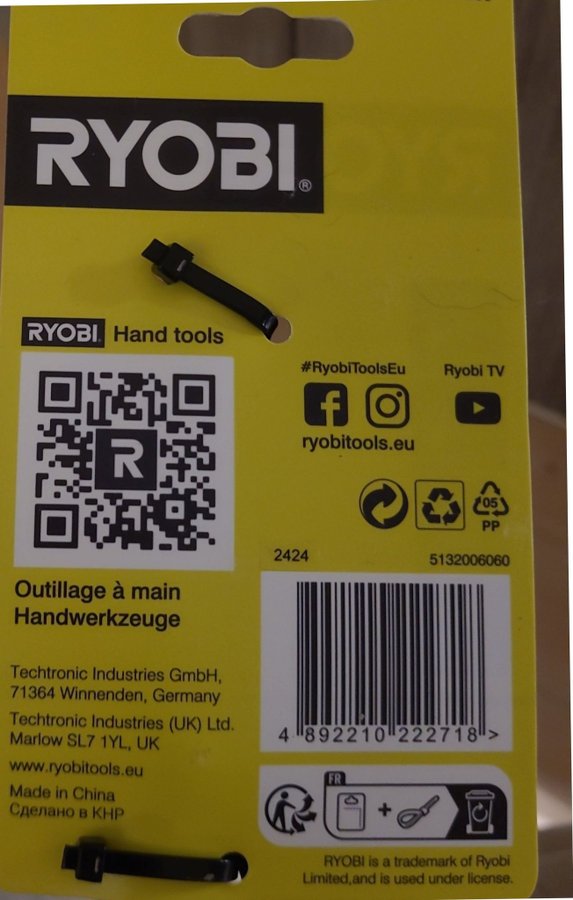 RYOBI®
RYOBI Hand tools
R
#RyobiToolsEu
Ryobi TV
ryobitools.eu
05
PP
2424
5132006060
Outillage à main
Handwerkzeuge
4 892210 222718 >
Techtronic Industries GmbH,
71364 Winnenden, Germany
Techtronic Industries (UK) Ltd.
Marlow SL7 1YL, UK
www.ryobitools.eu
Made in China
Сделано в КНР
FR
+
RYOBI is a trademark of Ryobi
Limited,and is used under license.